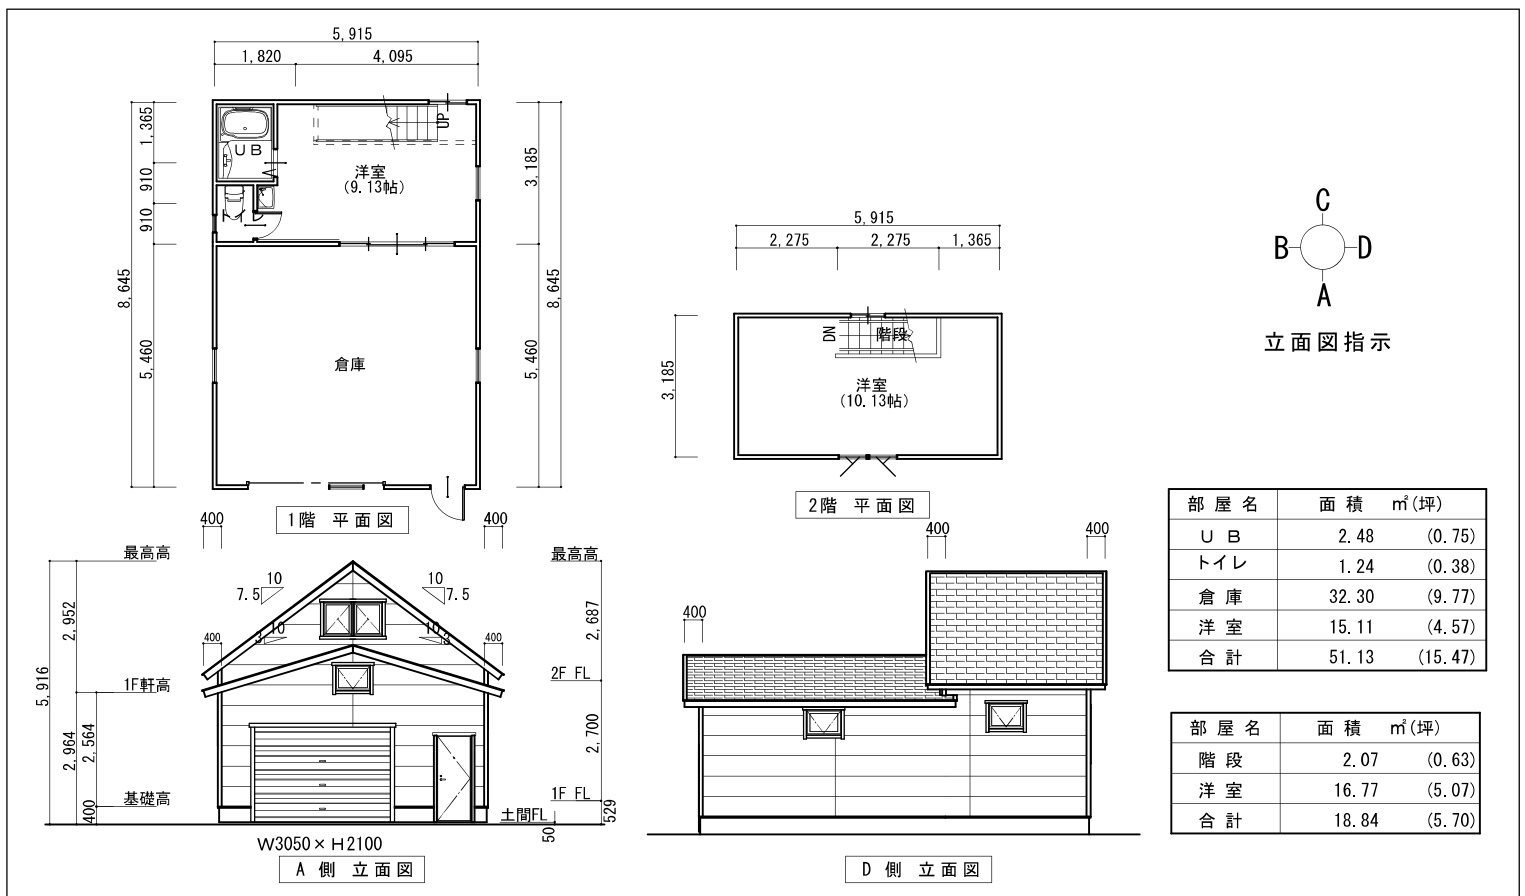 5,915
1,820 4,095
1,365
910
910
8,645
5,460
3,185
8,645
5,460
UB
UP
洋室
(9.13帖)
倉庫
1階 平面図
5,915
2,275 2,275 1,365
3,185
DN
階段
洋室
(10.13帖)
2階 平面図
C
B D
A
立面図指示
400 400
最高高 最高高
10 10
7.5 7.5
400 3 10 10 3 400
5,916
2,952
2,964
2,564
400
1F軒高
基礎高
2,687
2F FL
2,700
1F FL
529
土間FL
50
W3050×H2100
A 側 立面図
400 400
400
D 側 立面図
部屋名 面積 ㎡(坪)
UB 2.48 (0.75)
トイレ 1.24 (0.38)
倉庫 32.30 (9.77)
洋室 15.11 (4.57)
合計 51.13 (15.47)
部屋名 面積 ㎡(坪)
階段 2.07 (0.63)
洋室 16.77 (5.07)
合計 18.84 (5.70)